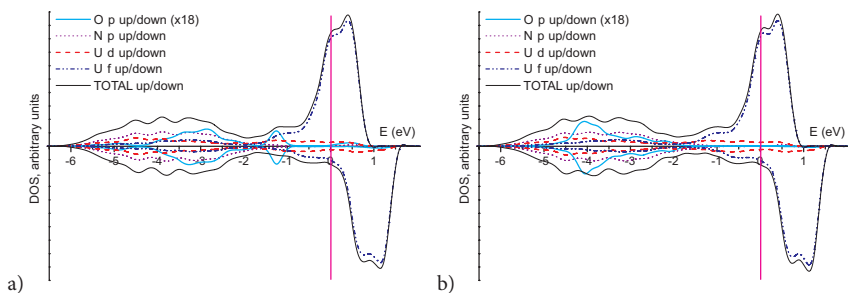 O p up/down (x18)
N p up/down
U d up/down
U f up/down
TOTAL up/down
DOS, arbitrary units
E (eV)
-6 -5 -4 -3 -2 -1 0 1
a)
O p up/down (x18)
N p up/down
U d up/down
U f up/down
TOTAL up/down
DOS, arbitrary units
E (eV)
-6 -5 -4 -3 -2 -1 0 1
b)